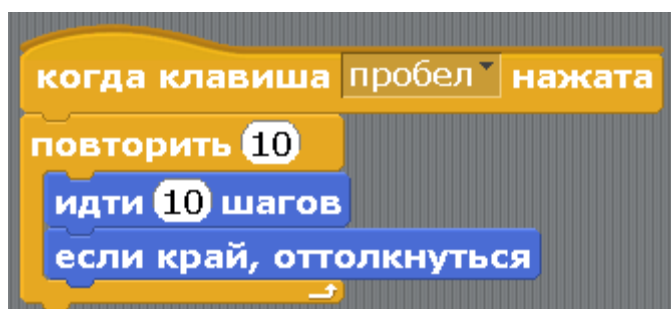 когда клавиша пробел нажата
повторить 10
идти 10 шагов
если край, оттолкнуться